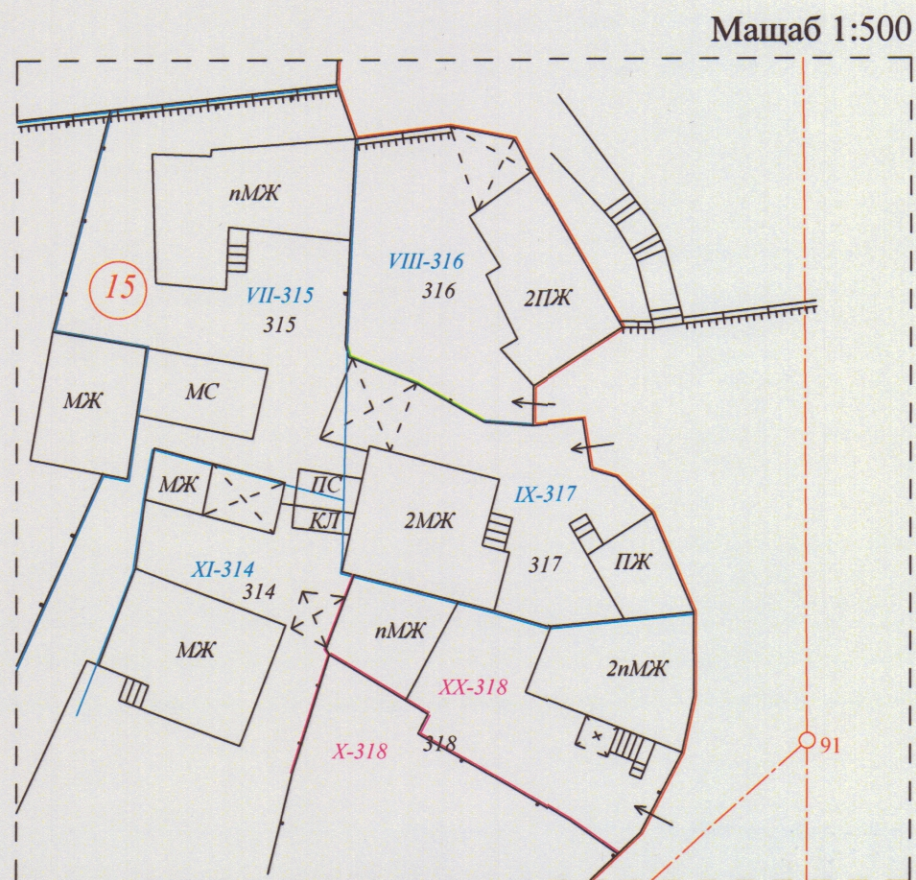 Мащаб 1:500
пМЖ
VIII-316
316
15
VII-315
315
2ПЖ
МЖ
МС
МЖ
ПС
КЛ
2МЖ
IX-317
317
ПЖ
XI-314
314
МЖ
пМЖ
2пМЖ
XX-318
X-318
318
91